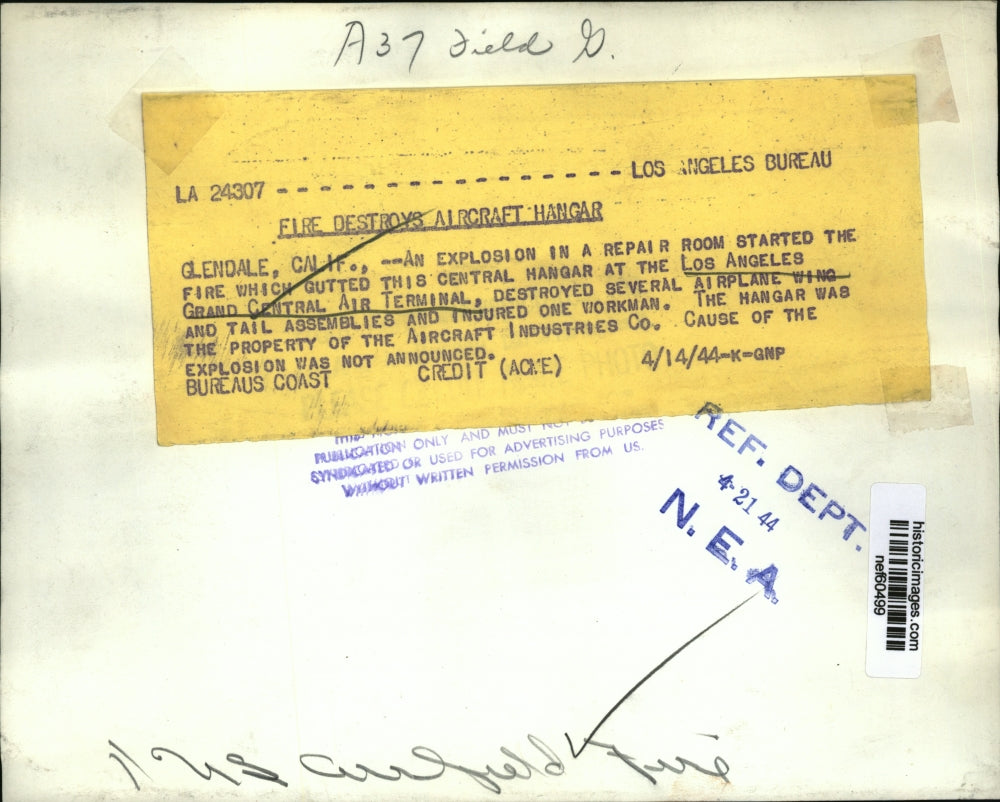 A37 Field G.
LA 24307 - - - - - - - - - - - - - - - - - - LOS ANGELES BUREAU
FIRE DESTROYS AIRCRAFT HANGAR
GLENDALE, CALIF., --AN EXPLOSION IN A REPAIR ROOM STARTED THE
FIRE WHICH GUTTED THIS CENTRAL HANGAR AT THE LOS ANGELES
GRAND CENTRAL AIR TERMINAL, DESTROYED SEVERAL AIRPLANE WING
AND TAIL ASSEMBLIES AND INJURED ONE WORKMAN. THE HANGAR WAS
THE PROPERTY OF THE AIRCRAFT INDUSTRIES CO. CAUSE OF THE
EXPLOSION WAS NOT ANNOUNCED.
BUREAUS COAST CREDIT (ACME) 4/14/44-K-GNP
PUBLICATION ONLY AND MUST NOT
SYNDICATED OR USED FOR ADVERTISING PURPOSES
WITHOUT WRITTEN PERMISSION FROM US.
REF. DEPT.
4-21 44
N. E. A.
historicimages.com
nef60499
US Airfield Fire